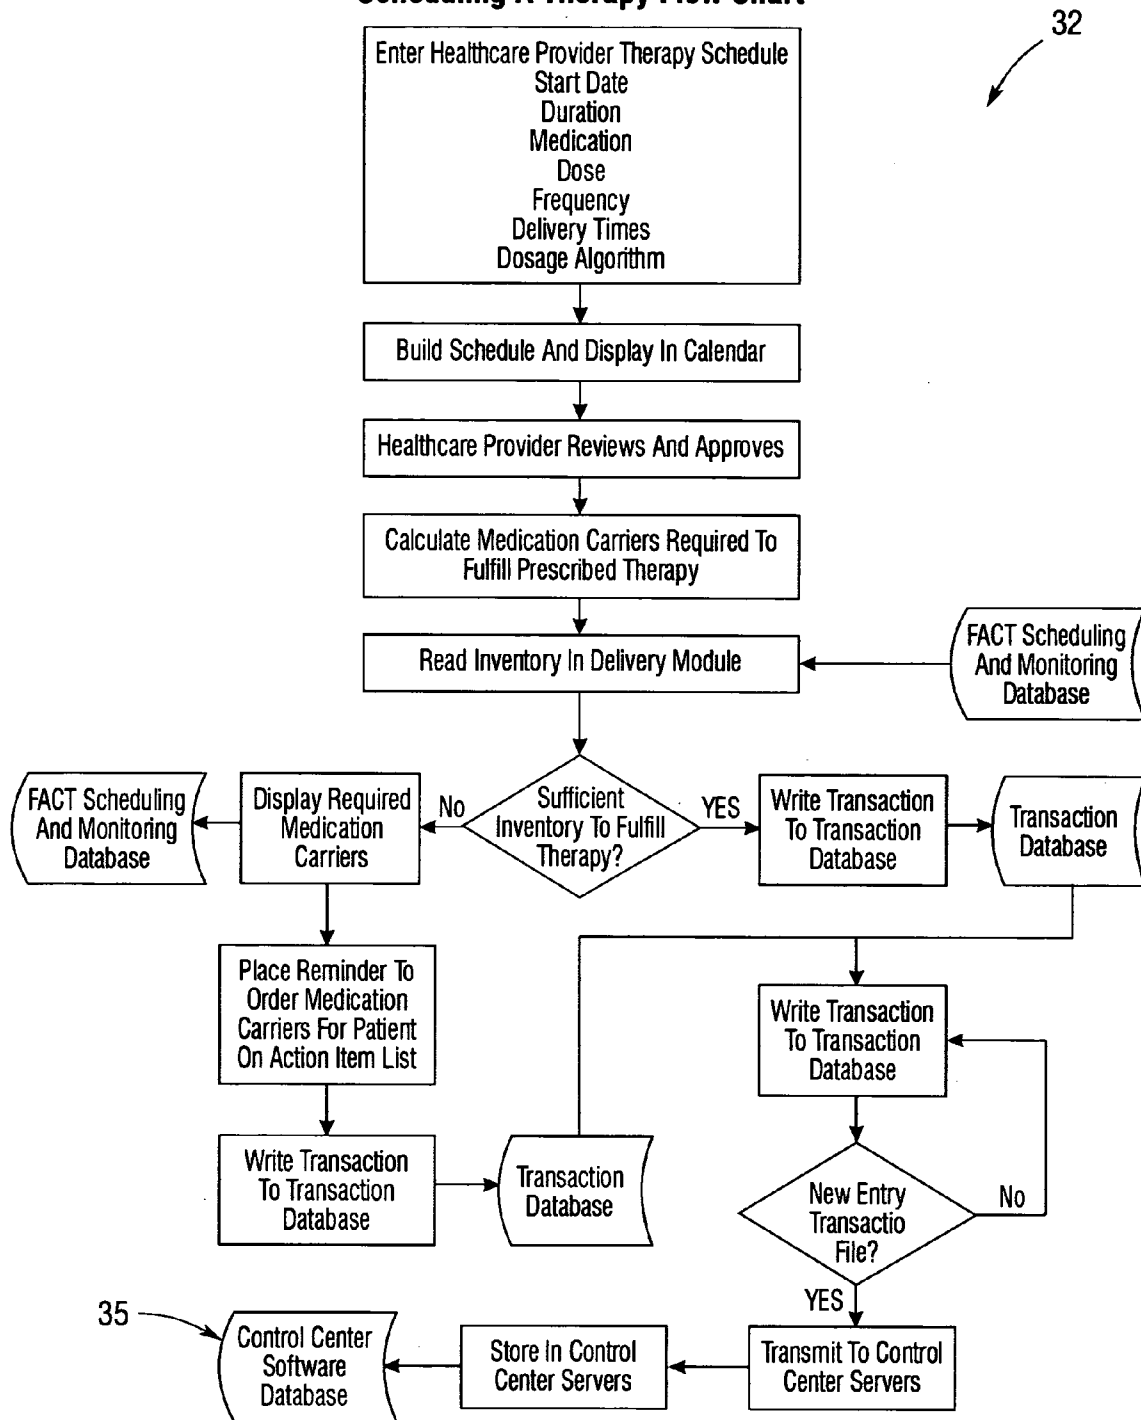 Scheduling A Therapy Flow Chart
32
Enter Healthcare Provider Therapy Schedule
Start Date
Duration
Medication
Dose
Frequency
Delivery Times
Dosage Algorithm
Build Schedule And Display In Calendar
Healthcare Provider Reviews And Approves
Calculate Medication Carriers Required To
Fulfill Prescribed Therapy
Read Inventory In Delivery Module
FACT Scheduling
And Monitoring
Database
FACT Scheduling
And Monitoring
Database
Display Required
Medication
Carriers
No
Sufficient
Inventory To Fulfill
Therapy?
YES
Write Transaction
To Transaction
Database
Transaction
Database
Place Reminder To
Order Medication
Carriers For Patient
On Action Item List
Write Transaction
To Transaction
Database
Write Transaction
To Transaction
Database
Transaction
Database
New Entry
Transactio
File?
No
YES
35
Control Center
Software
Database
Store In Control
Center Servers
Transmit To Control
Center Servers